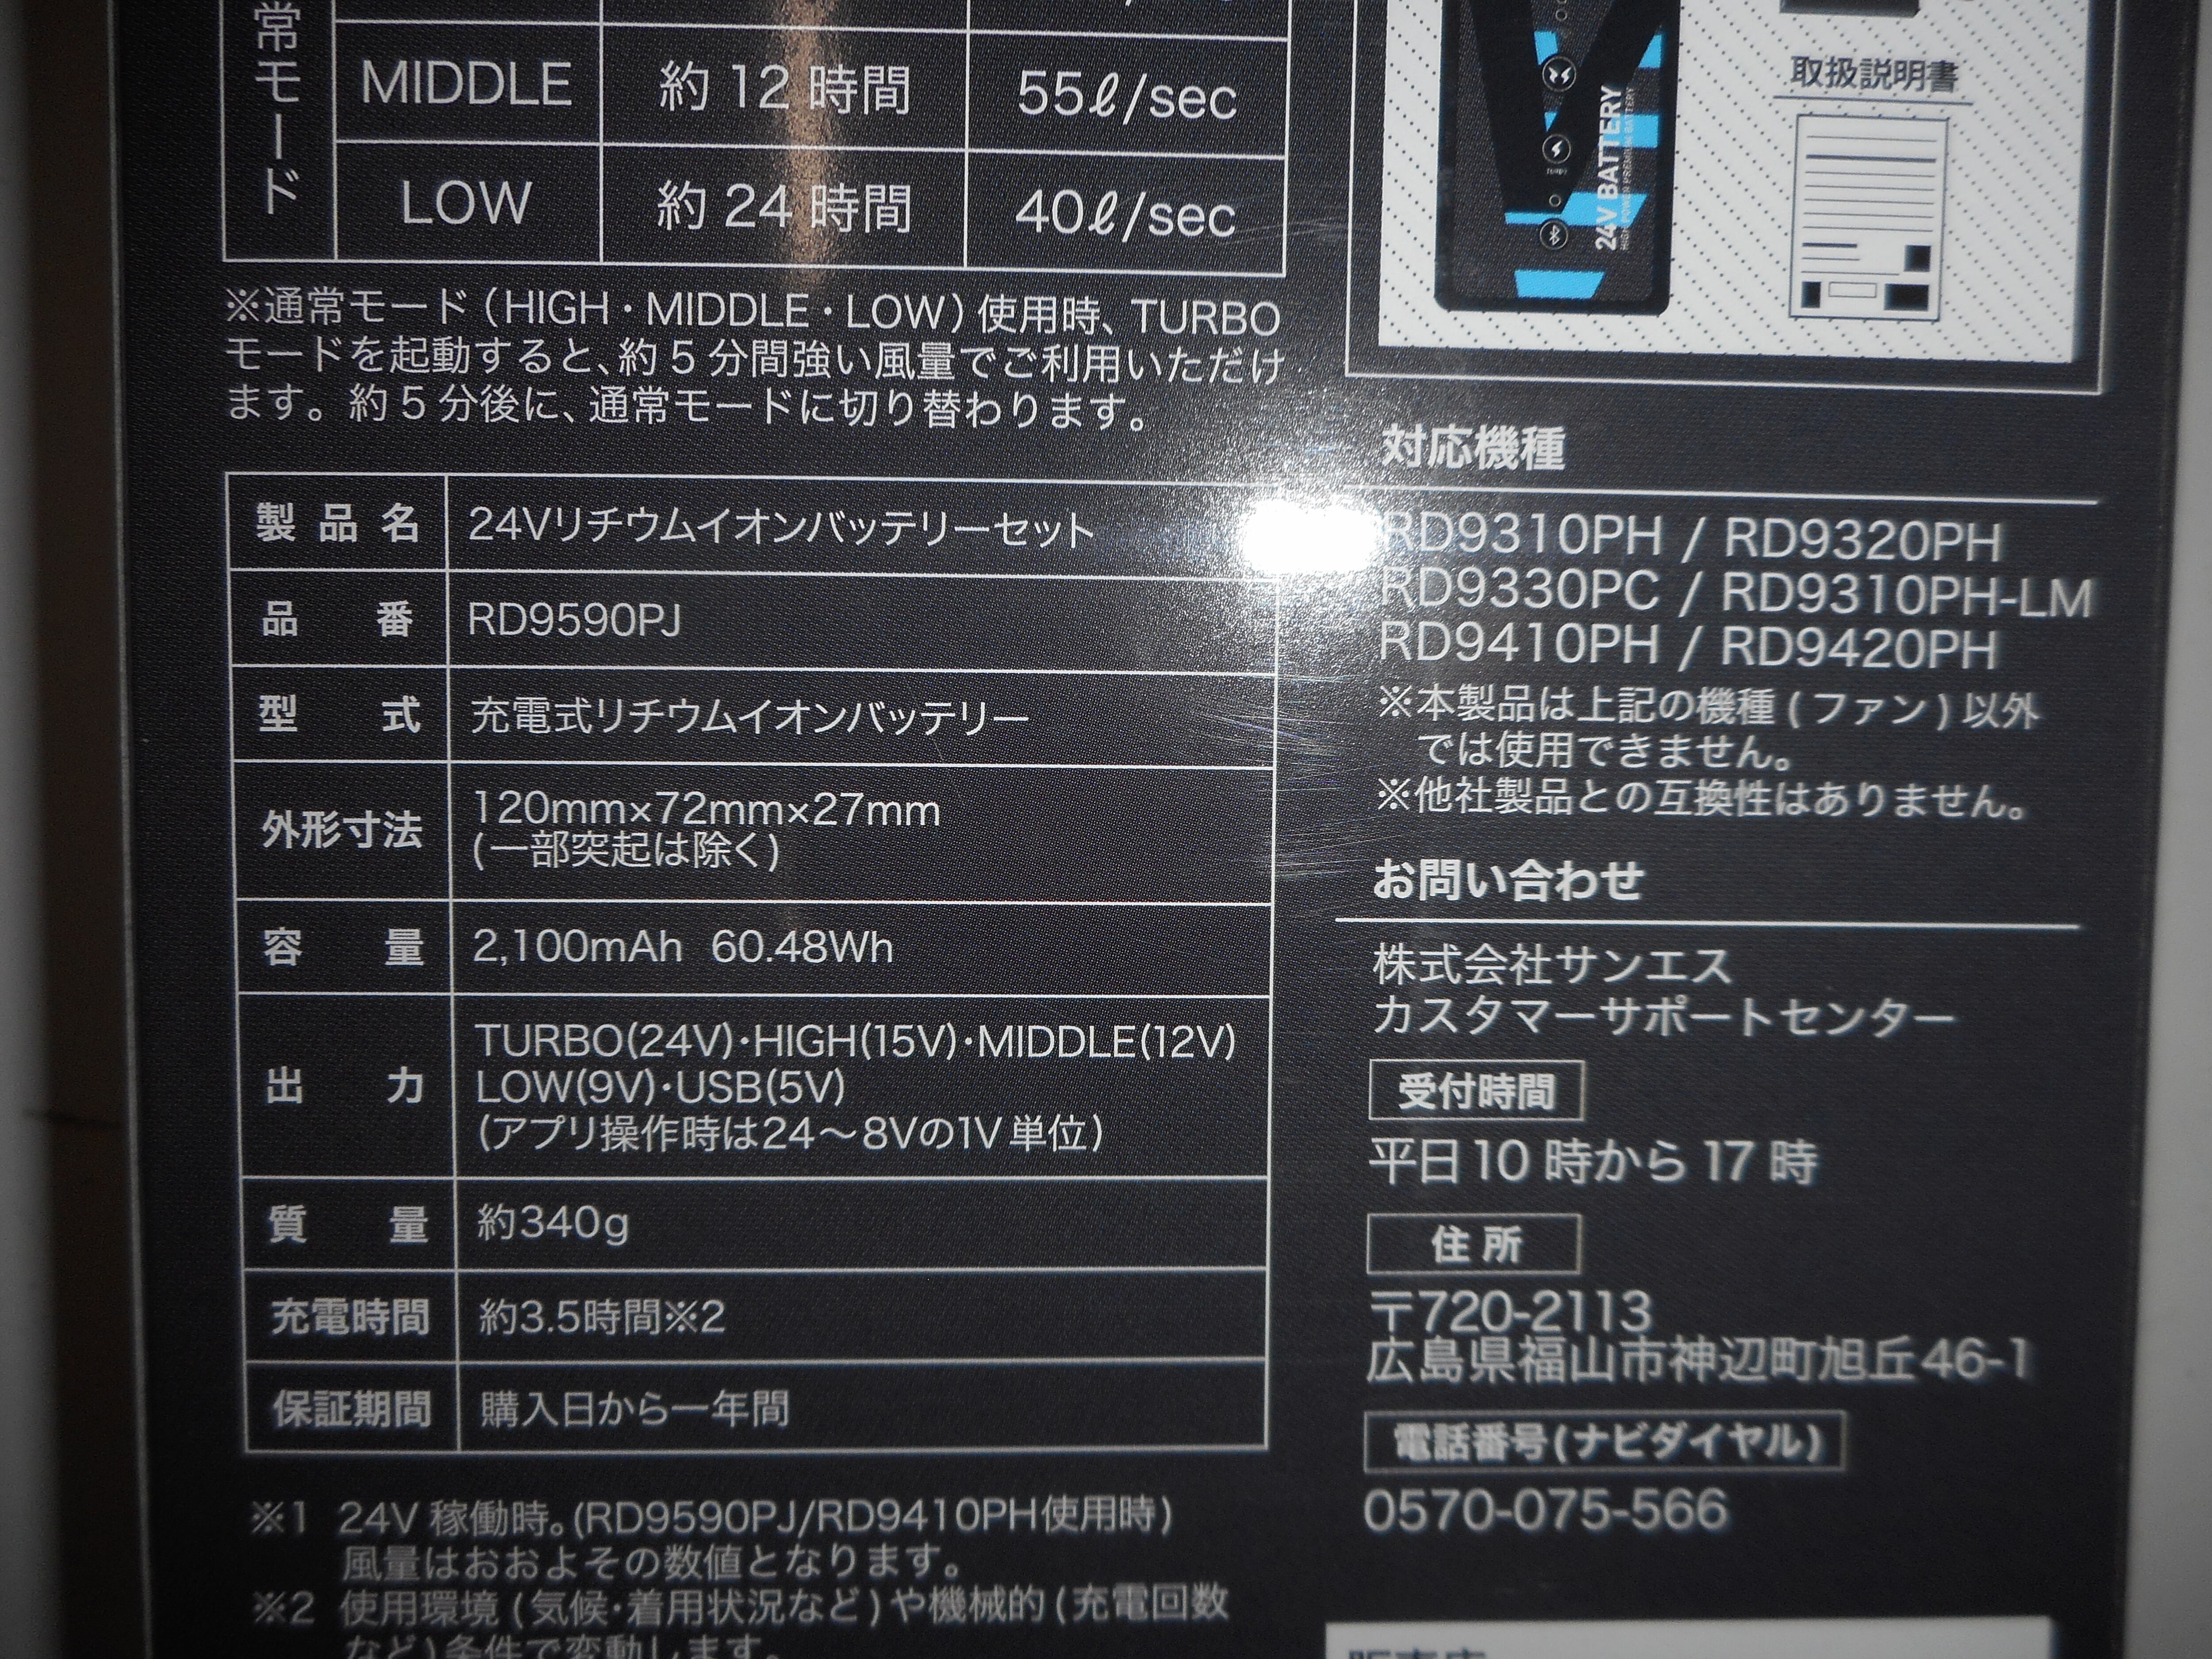 常モード
MIDDLE 約 12 時間 55ℓ/sec
LOW 約 24 時間 40ℓ/sec
※通常モード（HIGH・MIDDLE・LOW）使用時、TURBO
モードを起動すると、約 5 分間強い風量でご利用いただけ
ます。約 5 分後に、通常モードに切り替わります。
製品名 24Vリチウムイオンバッテリーセット
品番 RD9590PJ
型式 充電式リチウムイオンバッテリー
外形寸法 120mm×72mm×27mm
(一部突起は除く)
容量 2,100mAh 60.48Wh
出力 TURBO(24V)・HIGH(15V)・MIDDLE(12V)
LOW(9V)・USB(5V)
(アプリ操作時は24～8Vの1V 単位)
質量 約340g
充電時間 約3.5時間※2
保証期間 購入日から一年間
※1 24V 稼働時。(RD9590PJ/RD9410PH使用時)
風量はおおよその数値となります。
※2 使用環境 (気候・着用状況など) や機械的 (充電回数
など) 条件で変動します。
24V BATTERY
取扱説明書
対応機種
RD9310PH / RD9320PH
RD9330PC / RD9310PH-LM
RD9410PH / RD9420PH
※本製品は上記の機種 (ファン) 以外
では使用できません。
※他社製品との互換性はありません。
お問い合わせ
株式会社サンエス
カスタマーサポートセンター
受付時間
平日 10 時から 17 時
住所
〒720-2113
広島県福山市神辺町旭丘46-1
電話番号(ナビダイヤル)
0570-075-566
販売店